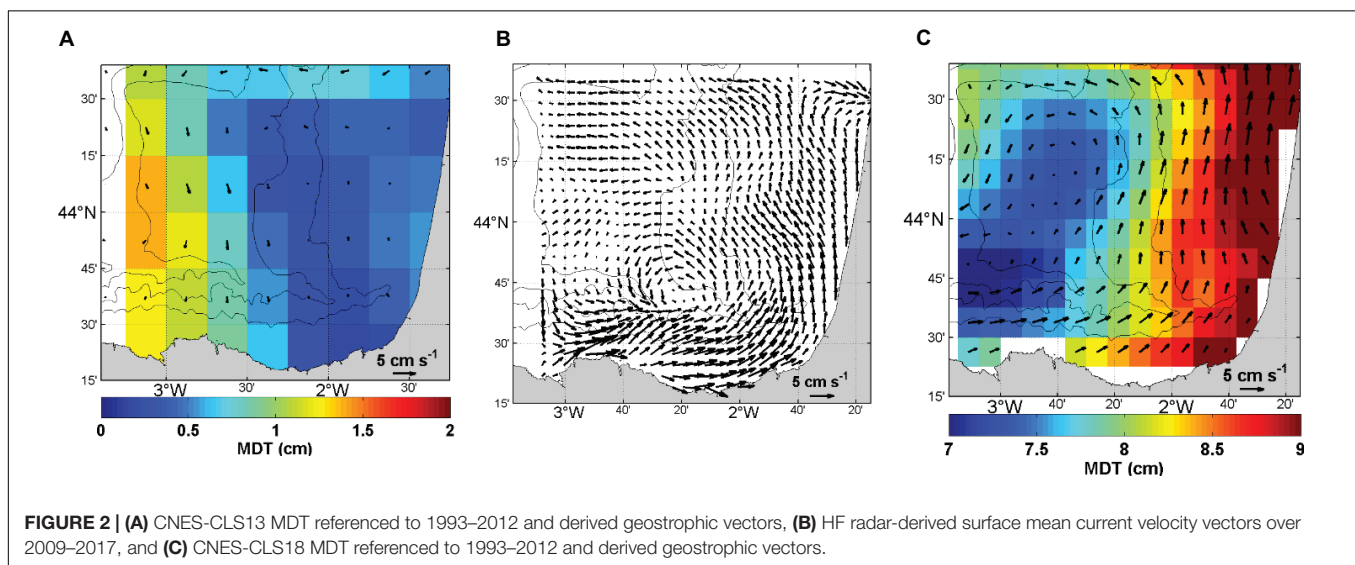 A
30'
15'
44°N
45'
30'
15'
3°W
2°W
30'
5 cm s⁻¹
0
0.5
1
1.5
2
MDT (cm)
B
30'
15'
44°N
45'
30'
15'
3°W
40'
20'
2°W
40'
20'
5 cm s⁻¹
C
30'
15'
44°N
45'
30'
15'
3°W
40'
20'
2°W
40'
20'
5 cm s⁻¹
7
7.5
8
8.5
9
MDT (cm)
FIGURE 2 | (A) CNES-CLS13 MDT referenced to 1993–2012 and derived geostrophic vectors, (B) HF radar-derived surface mean current velocity vectors over
2009–2017, and (C) CNES-CLS18 MDT referenced to 1993–2012 and derived geostrophic vectors.